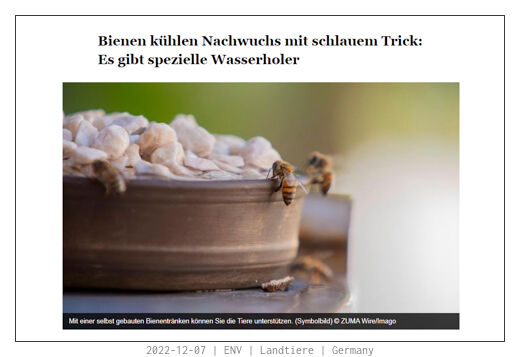 Bienen kühlen Nachwuchs mit schlauem Trick:
Es gibt spezielle Wasserholer
Mit einer selbst gebauten Bienentränken können Sie die Tiere unterstützen. (Symbolbild) © ZUMA Wire/Imago
2022-12-07 | ENV | Landtiere | Germany